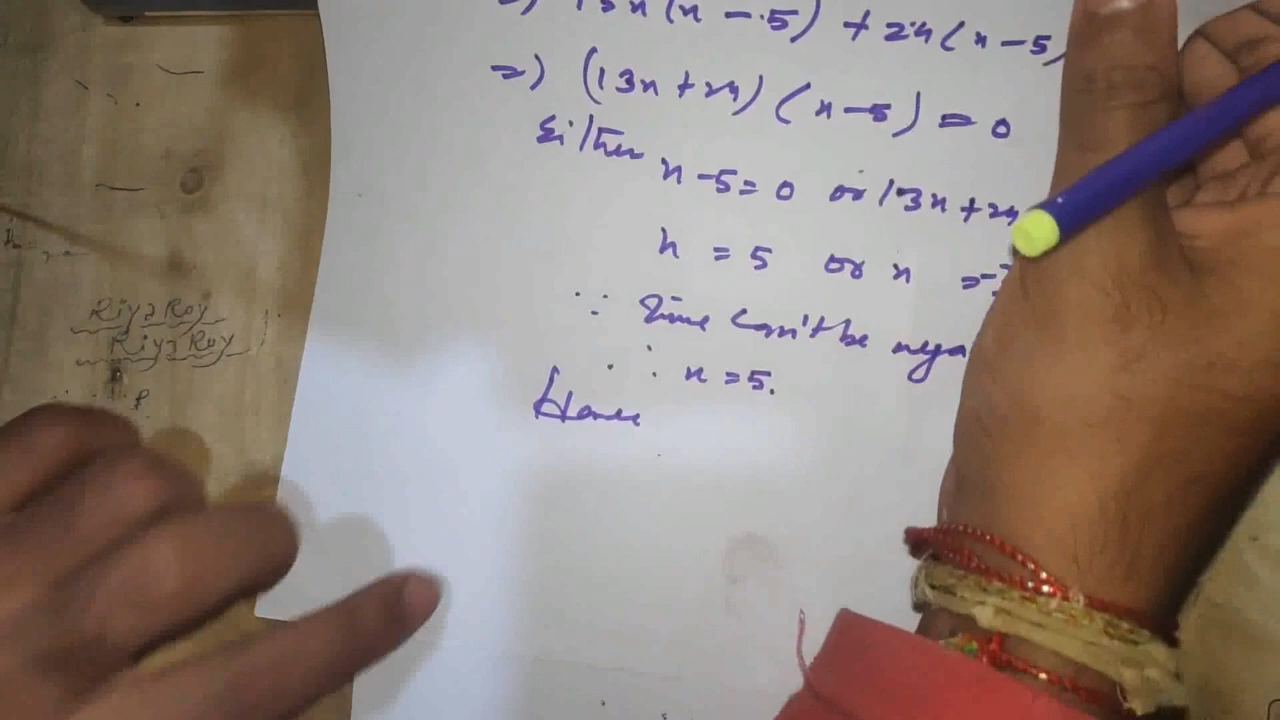 13x(x-5) + 24(x-5)
=) (13x+24) (x-5) = 0
Either x-5=0 or 13x+24
x = 5 or x = -
∵ Time can't be nega
∴ x=5.
Hence
Riya Roy
Riya Roy